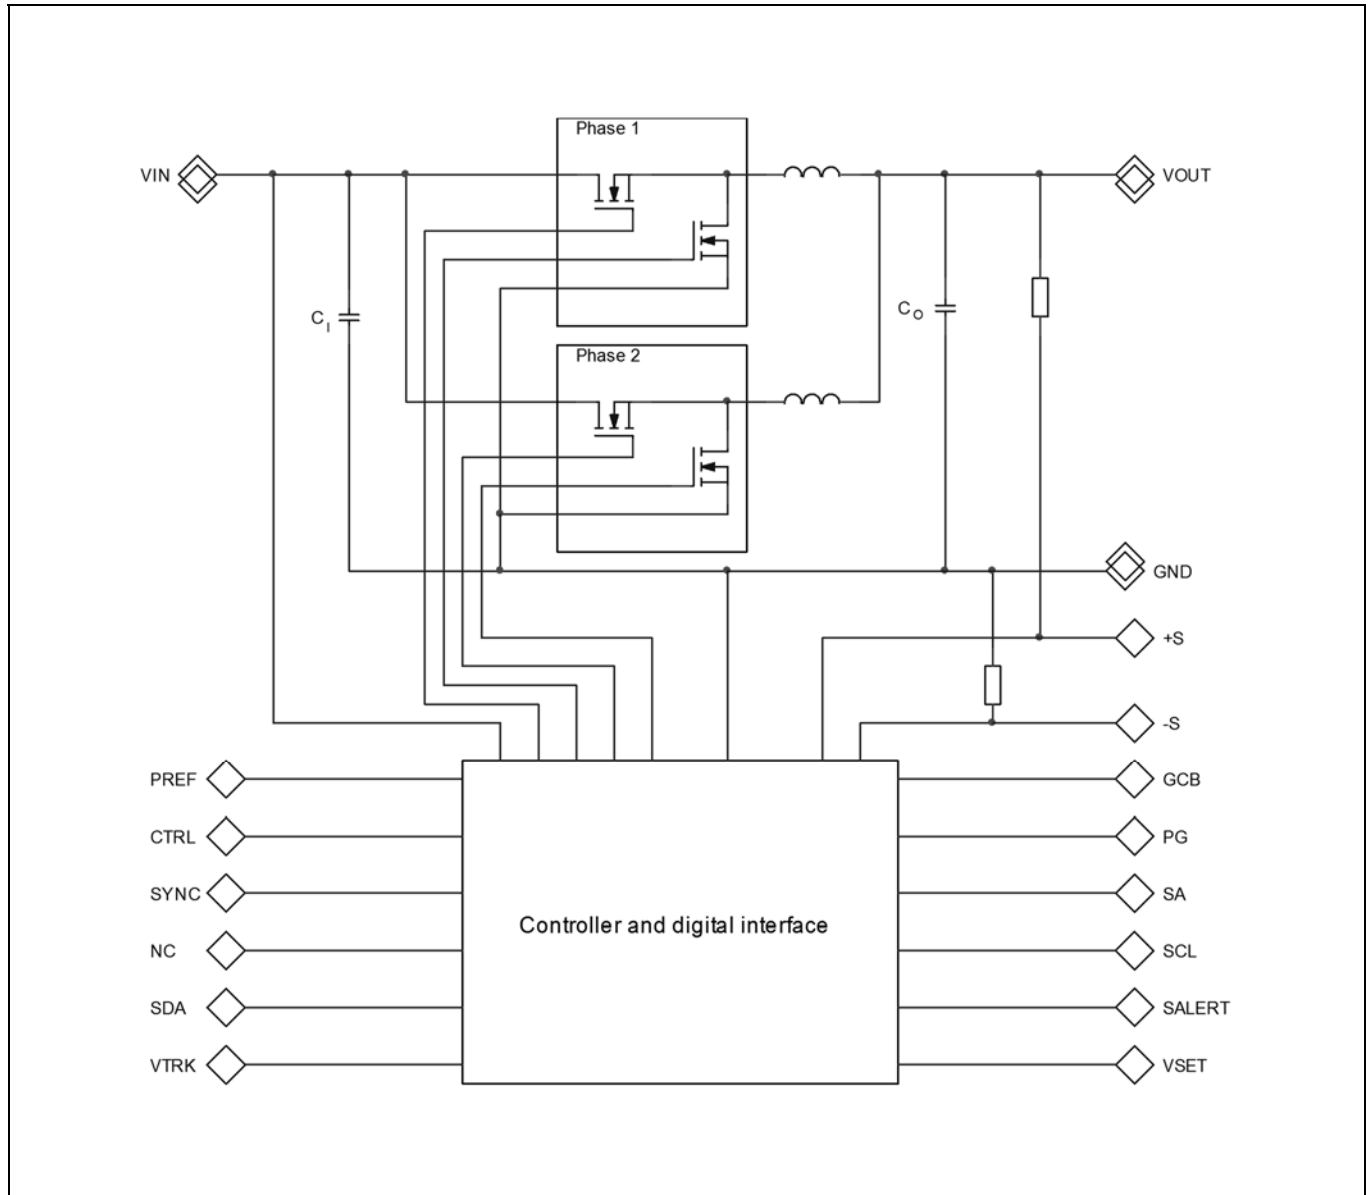 Phase 1
VIN
VOUT
C I
C O
Phase 2
GND
+S
-S
PREF
GCB
CTRL
PG
SYNC
SA
Controller and digital interface
NC
SCL
SDA
SALERT
VTRK
VSET